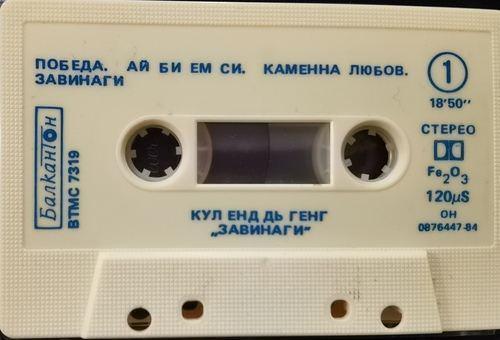 ПОБЕДА. АЙ БИ ЕМ СИ. КАМЕННА ЛЮБОВ.
ЗАВИНАГИ
1
18'50''
СТЕРЕО
Fe2O3
120µS
ОН
0876447-84
Балкантон
ВТМС 7319
КУЛ ЕНД ДЬ ГЕНГ
„ЗАВИНАГИ"